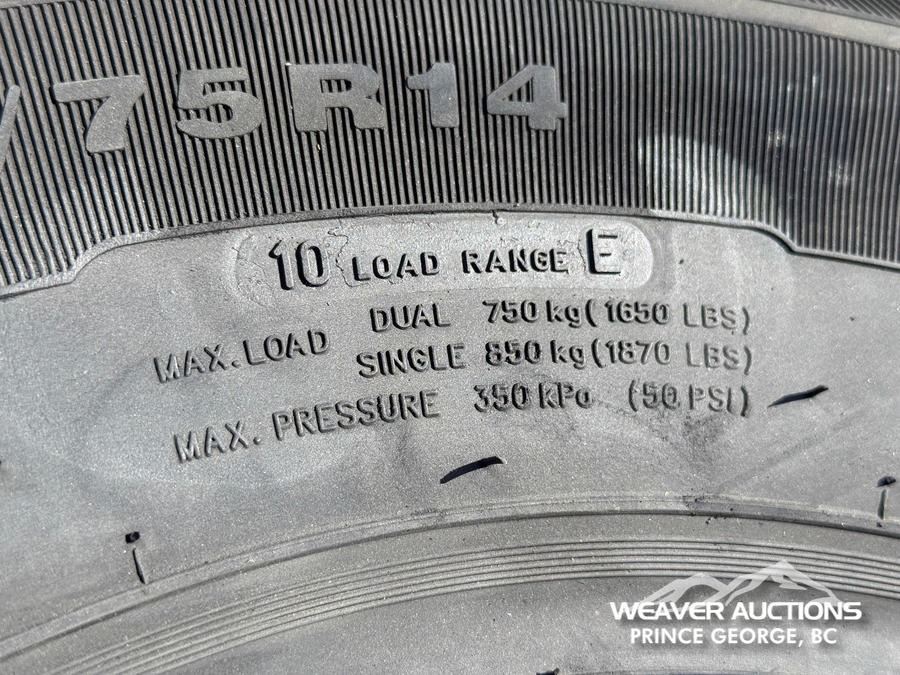 /75R14
10 LOAD RANGE E
MAX. LOAD DUAL 750 kg (1650 LBS)
SINGLE 850 kg (1870 LBS)
MAX. PRESSURE 350 kPa (50 PSI)
WEAVER AUCTIONS
PRINCE GEORGE, BC